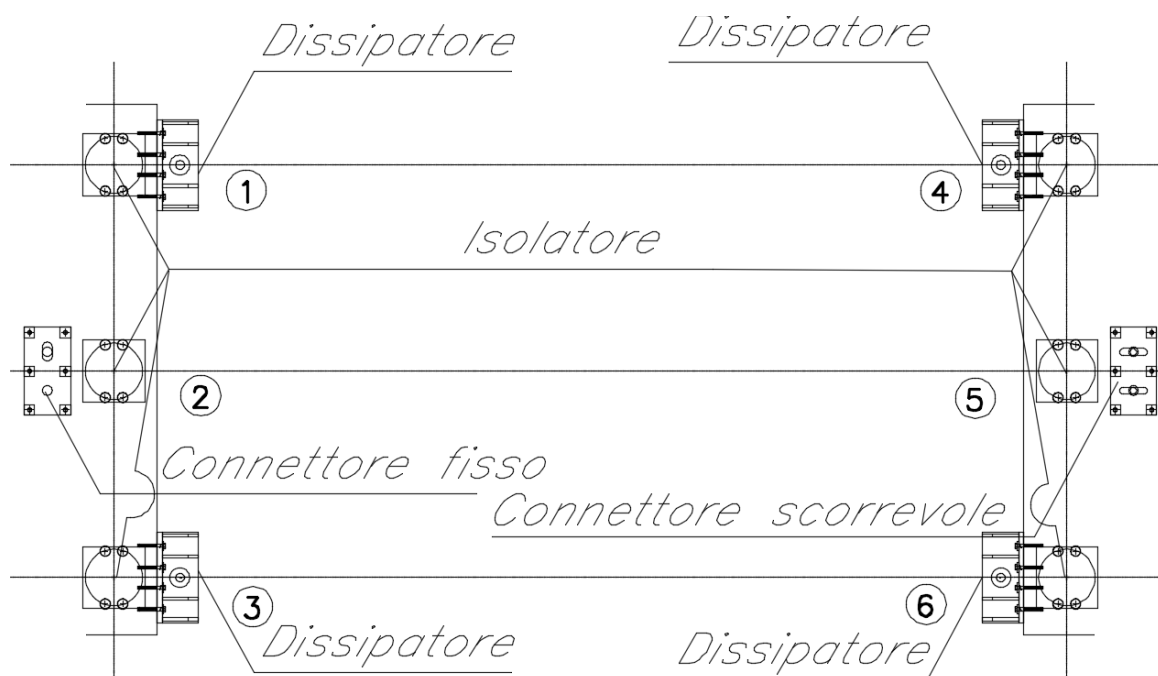 Dissipatore
Dissipatore
1
4
Isolatore
2
5
Connettore fisso
Connettore scorrevole
3
6
Dissipatore
Dissipatore